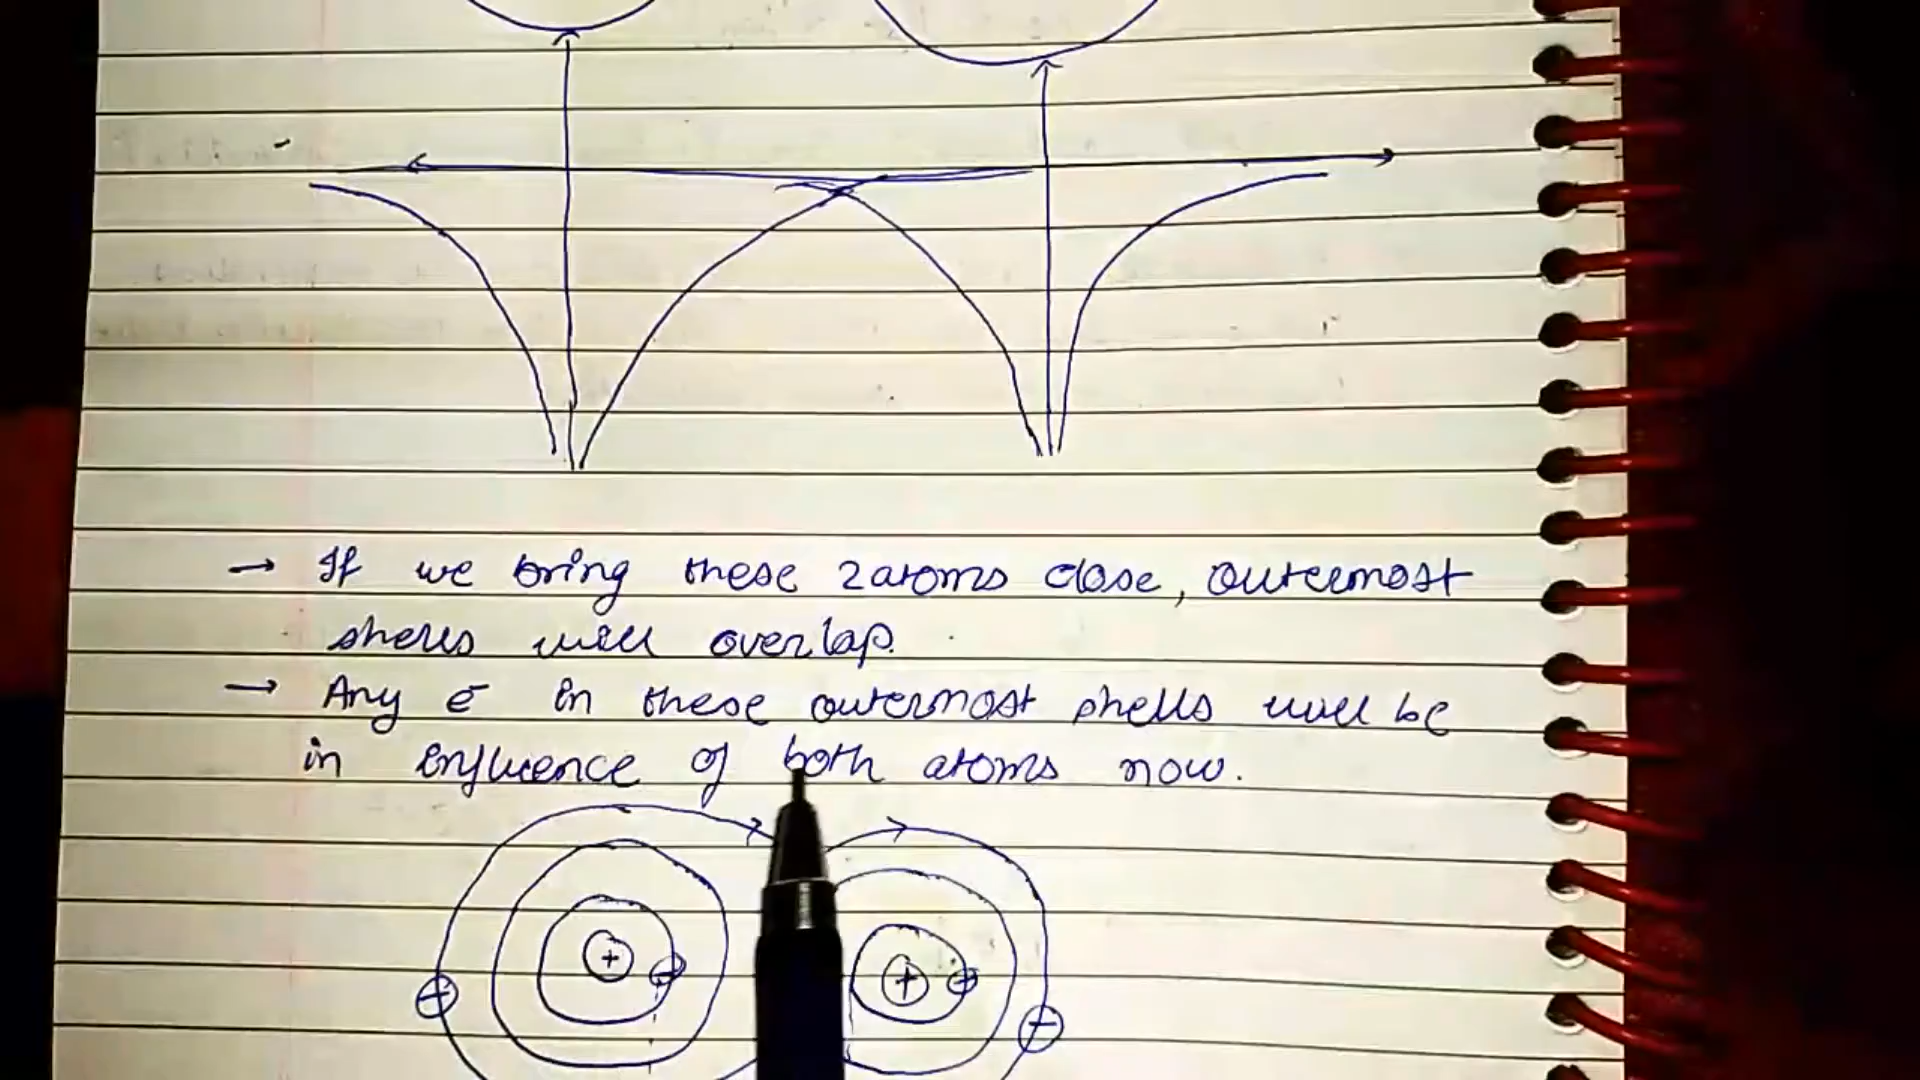 → If we bring these 2 atoms close, outermost
shells will overlap.
→ Any e⁻ in these outermost shells will be
in influence of both atoms now.
+ - + -
- -